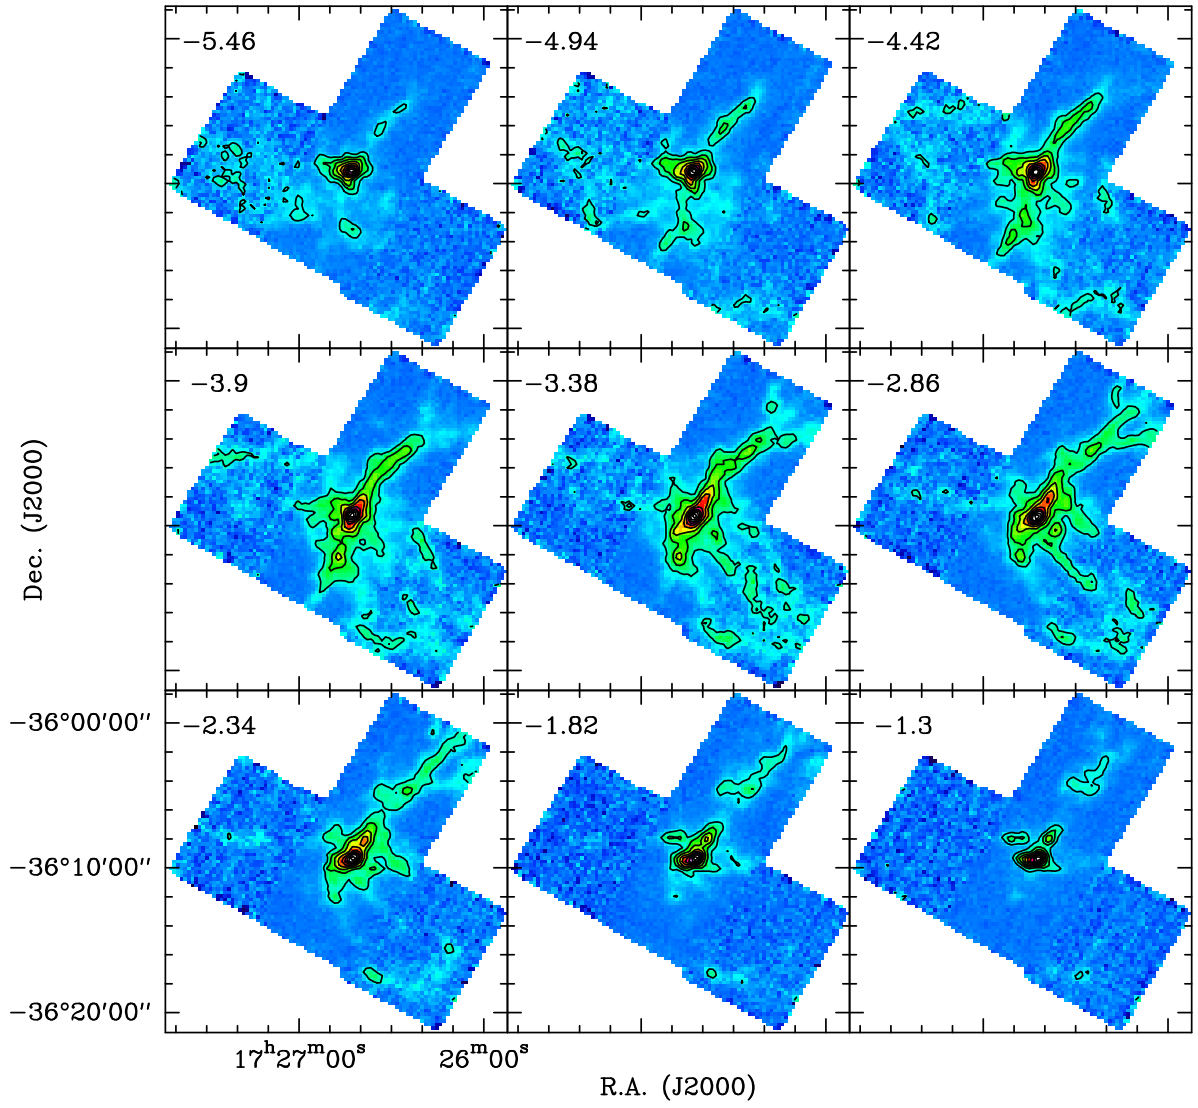 −5.46 −4.94 −4.42
−3.9 −3.38 −2.86
Dec. (J2000)
−2.34 −1.82 −1.3
−36°00′00″
−36°10′00″
−36°20′00″
17h27m00s 26m00s
R.A. (J2000)